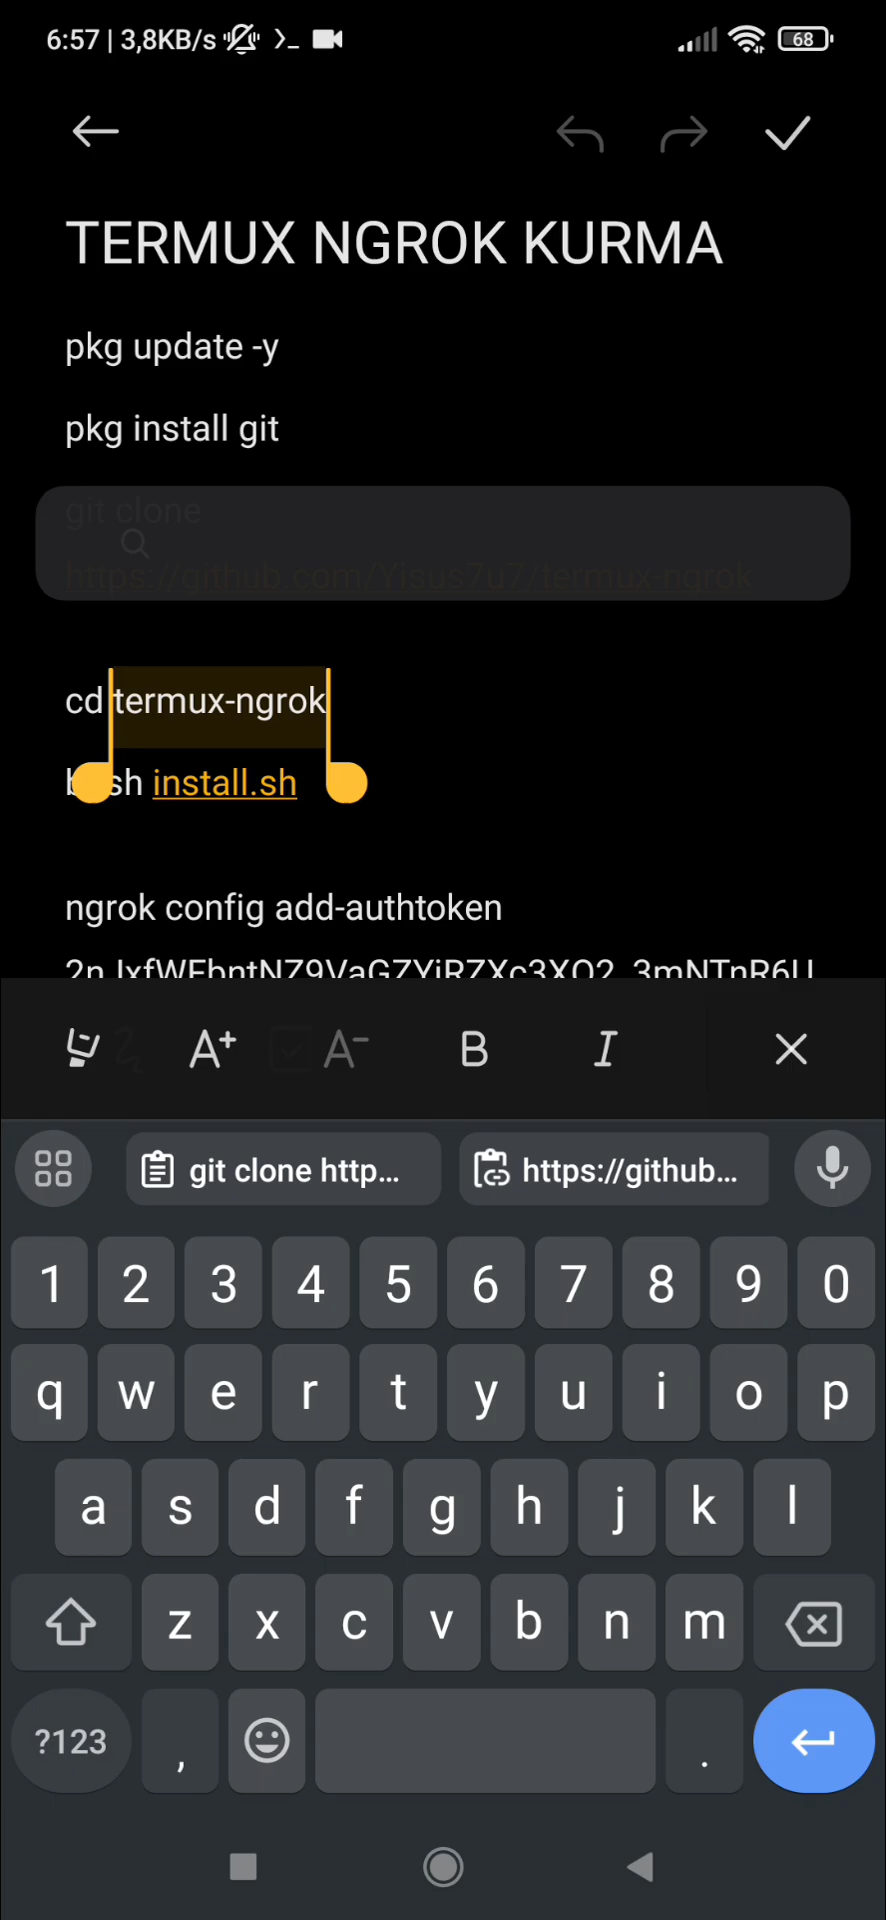 6:57 | 3,8KB/s
68
TERMUX NGROK KURMA
pkg update -y
pkg install git
git clone
https://github.com/Yisus7u7/termux-ngrok
cd termux-ngrok
bash install.sh
ngrok config add-authtoken
A+ A− B I
git clone http...
https://github...
1 2 3 4 5 6 7 8 9 0
q w e r t y u i o p
a s d f g h j k l
z x c v b n m
?123 , .